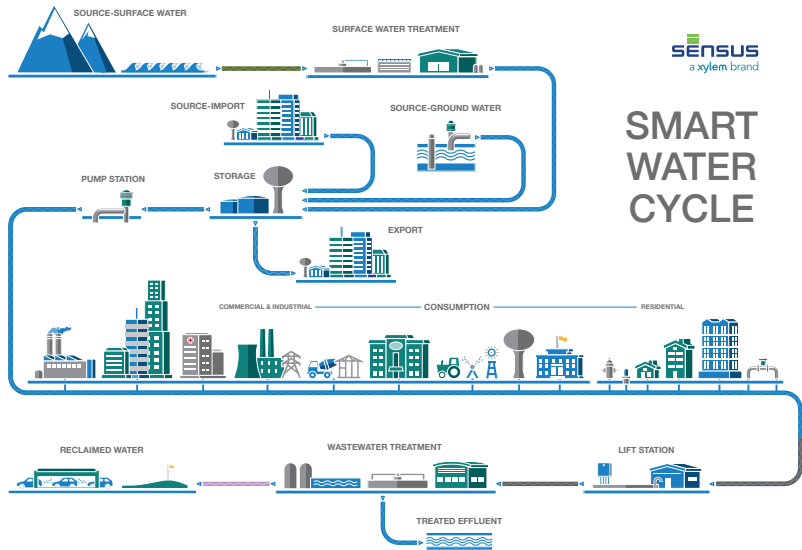 SOURCE-SURFACE WATER
SURFACE WATER TREATMENT
sensus
a xylem brand
SMART
WATER
CYCLE
SOURCE-IMPORT
SOURCE-GROUND WATER
PUMP STATION
STORAGE
EXPORT
COMMERCIAL & INDUSTRIAL
CONSUMPTION
RESIDENTIAL
RECLAIMED WATER
WASTEWATER TREATMENT
LIFT STATION
TREATED EFFLUENT